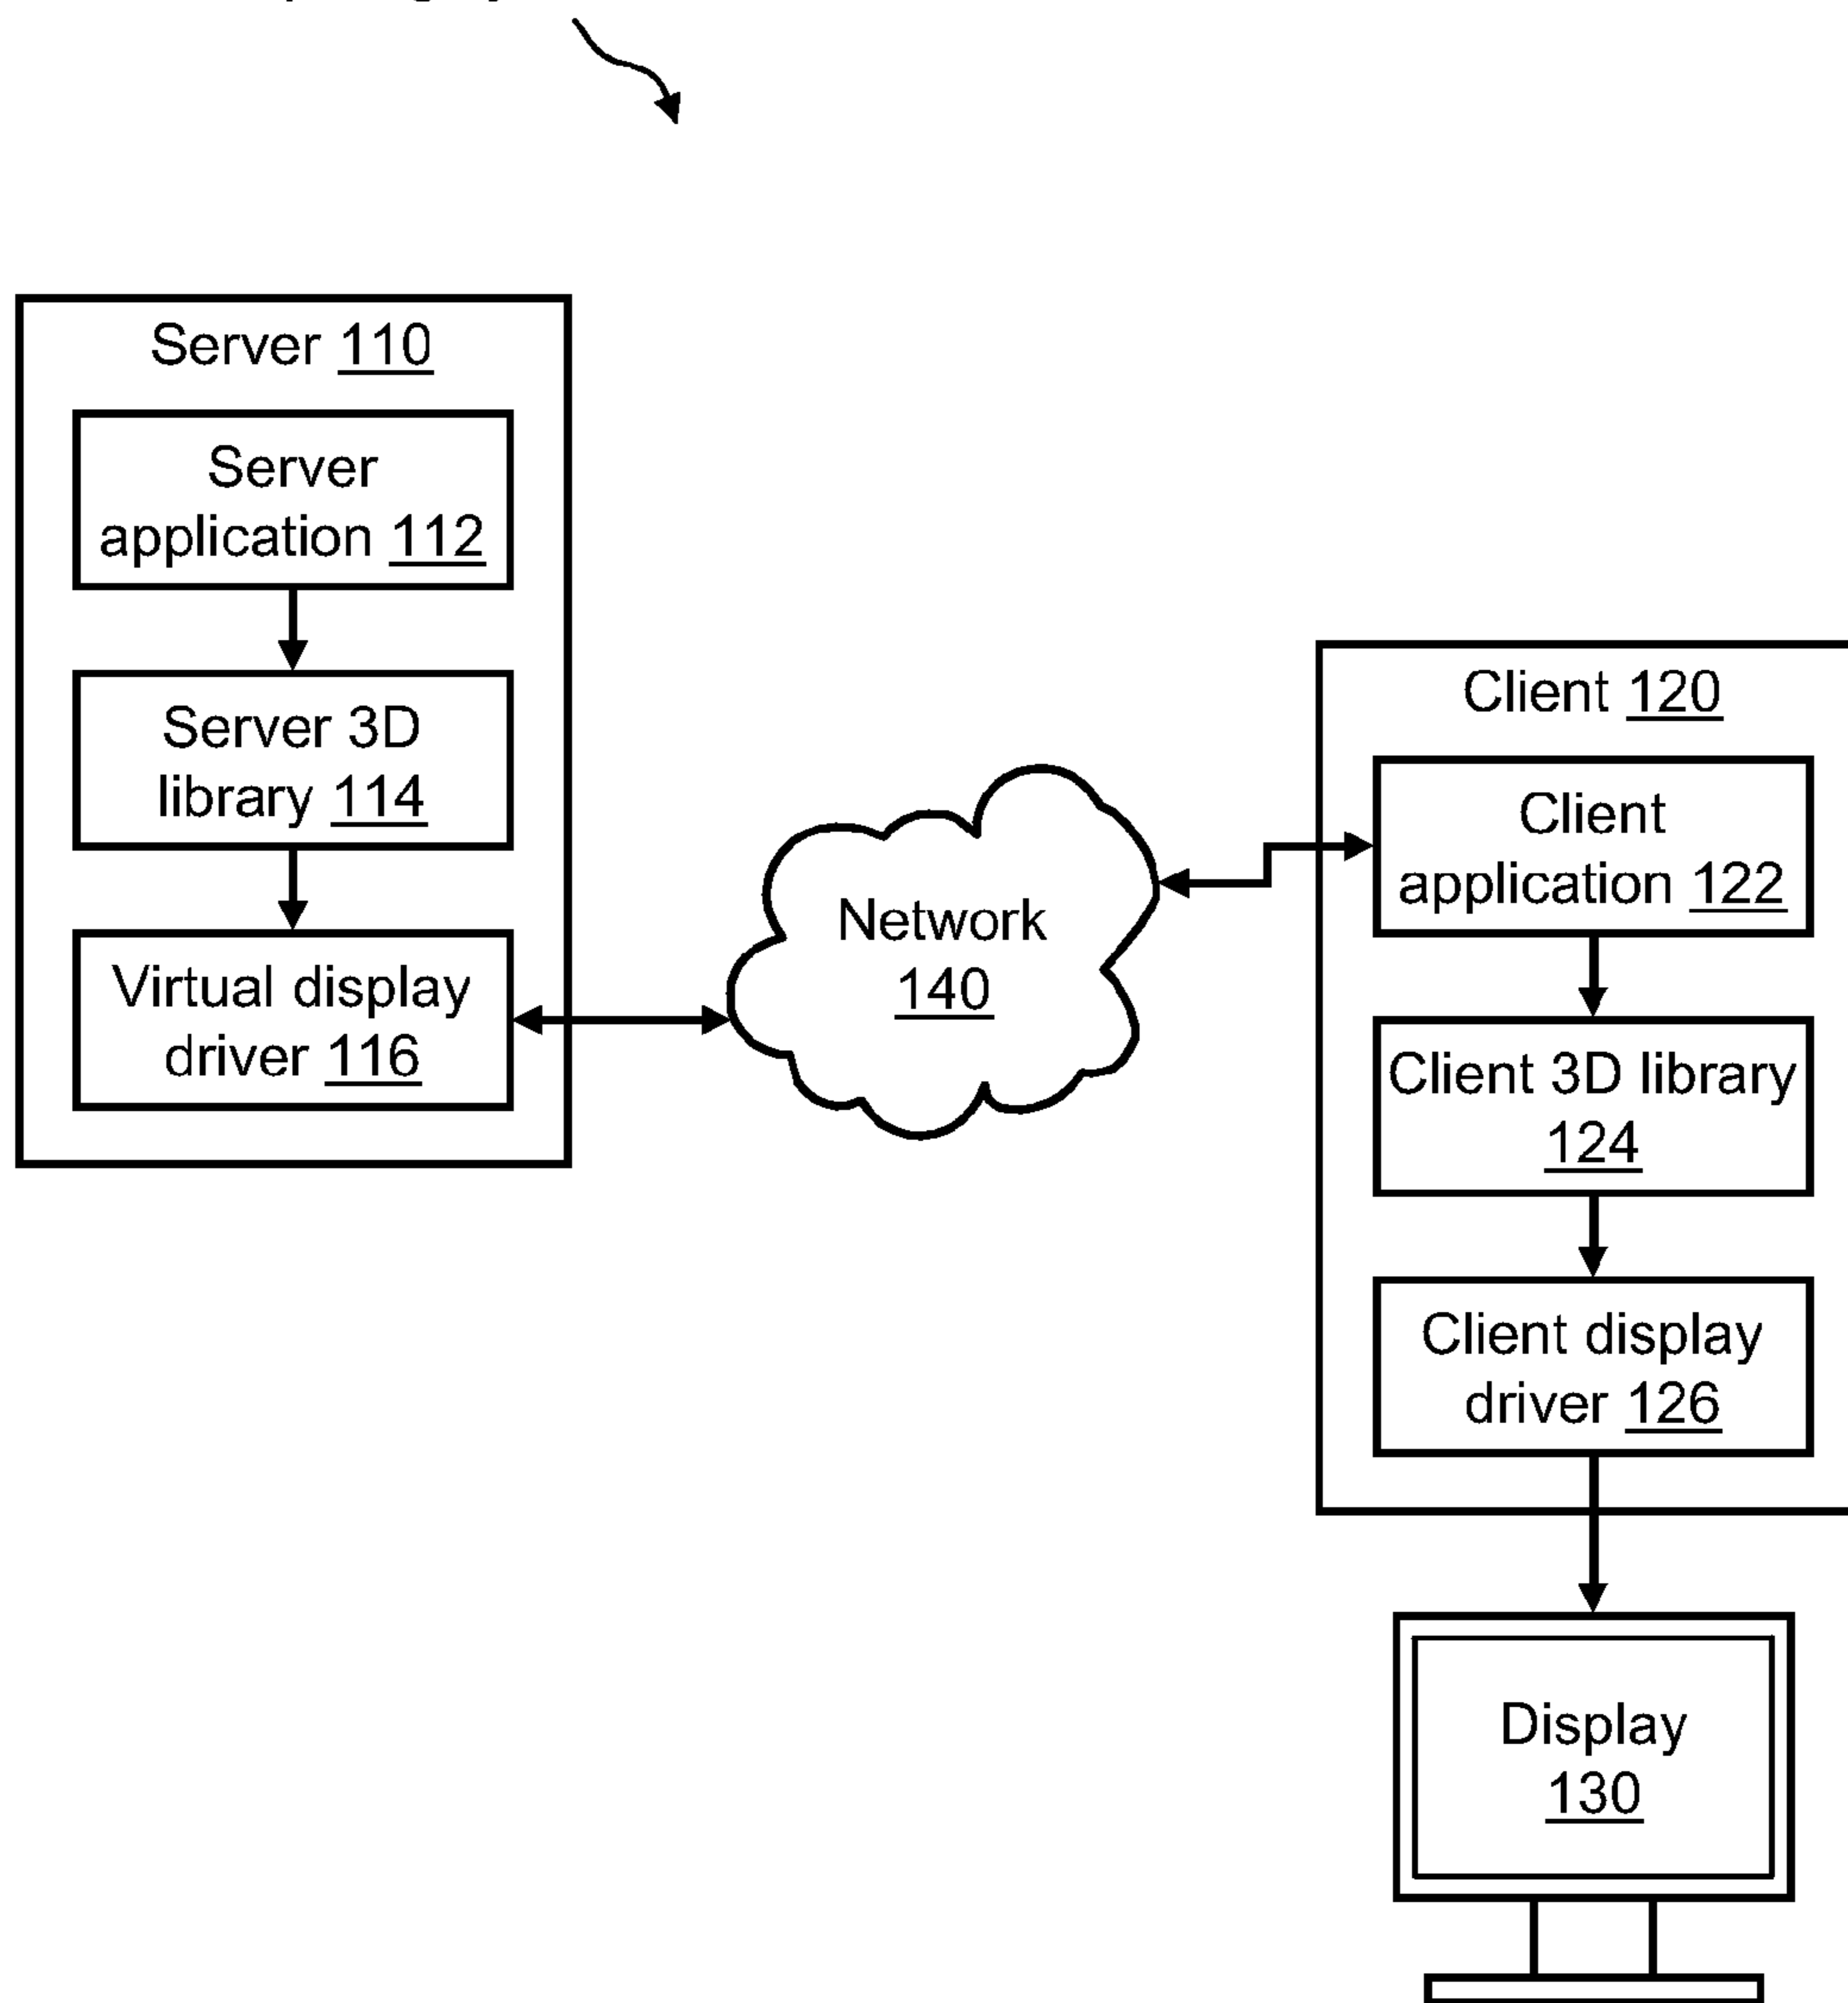 Server 110
Server
application 112
Server 3D
library 114
Virtual display
driver 116
Network
140
Client 120
Client
application 122
Client 3D library
124
Client display
driver 126
Display
130